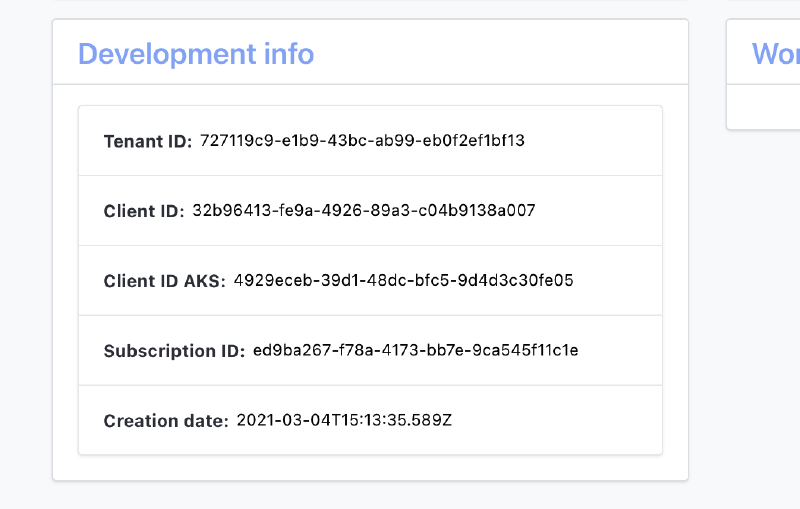 Development info
Tenant ID: 727119c9-e1b9-43bc-ab99-eb0f2ef1bf13
Client ID: 32b96413-fe9a-4926-89a3-c04b9138a007
Client ID AKS: 4929eceb-39d1-48dc-bfc5-9d4d3c30fe05
Subscription ID: ed9ba267-f78a-4173-bb7e-9ca545f11c1e
Creation date: 2021-03-04T15:13:35.589Z